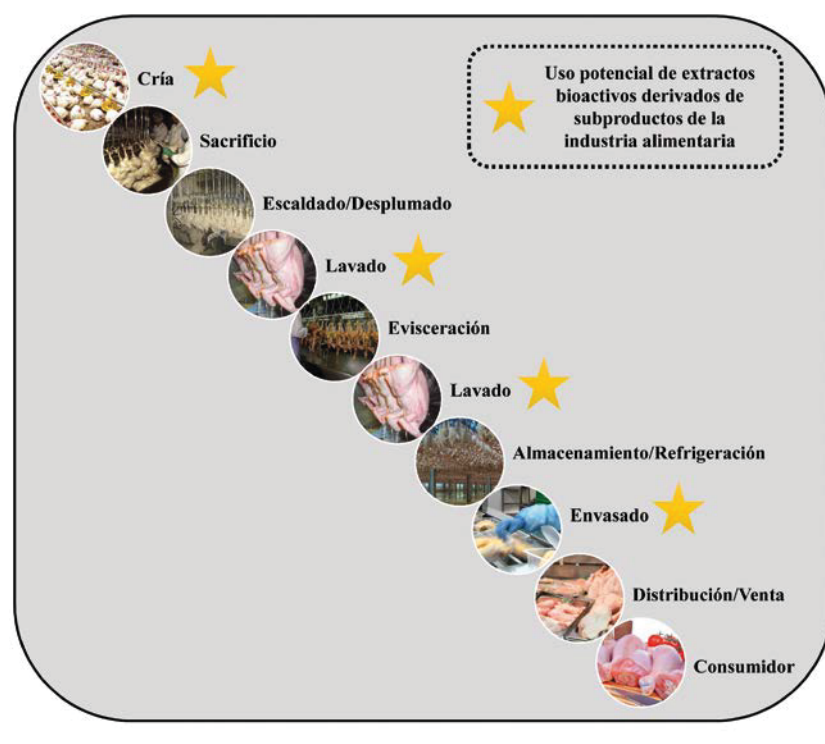 Cría
Uso potencial de extractos
bioactivos derivados de
subproductos de la
industria alimentaria
Sacrificio
Escaldado/Desplumado
Lavado
Evisceración
Lavado
Almacenamiento/Refrigeración
Envasado
Distribución/Venta
Consumidor